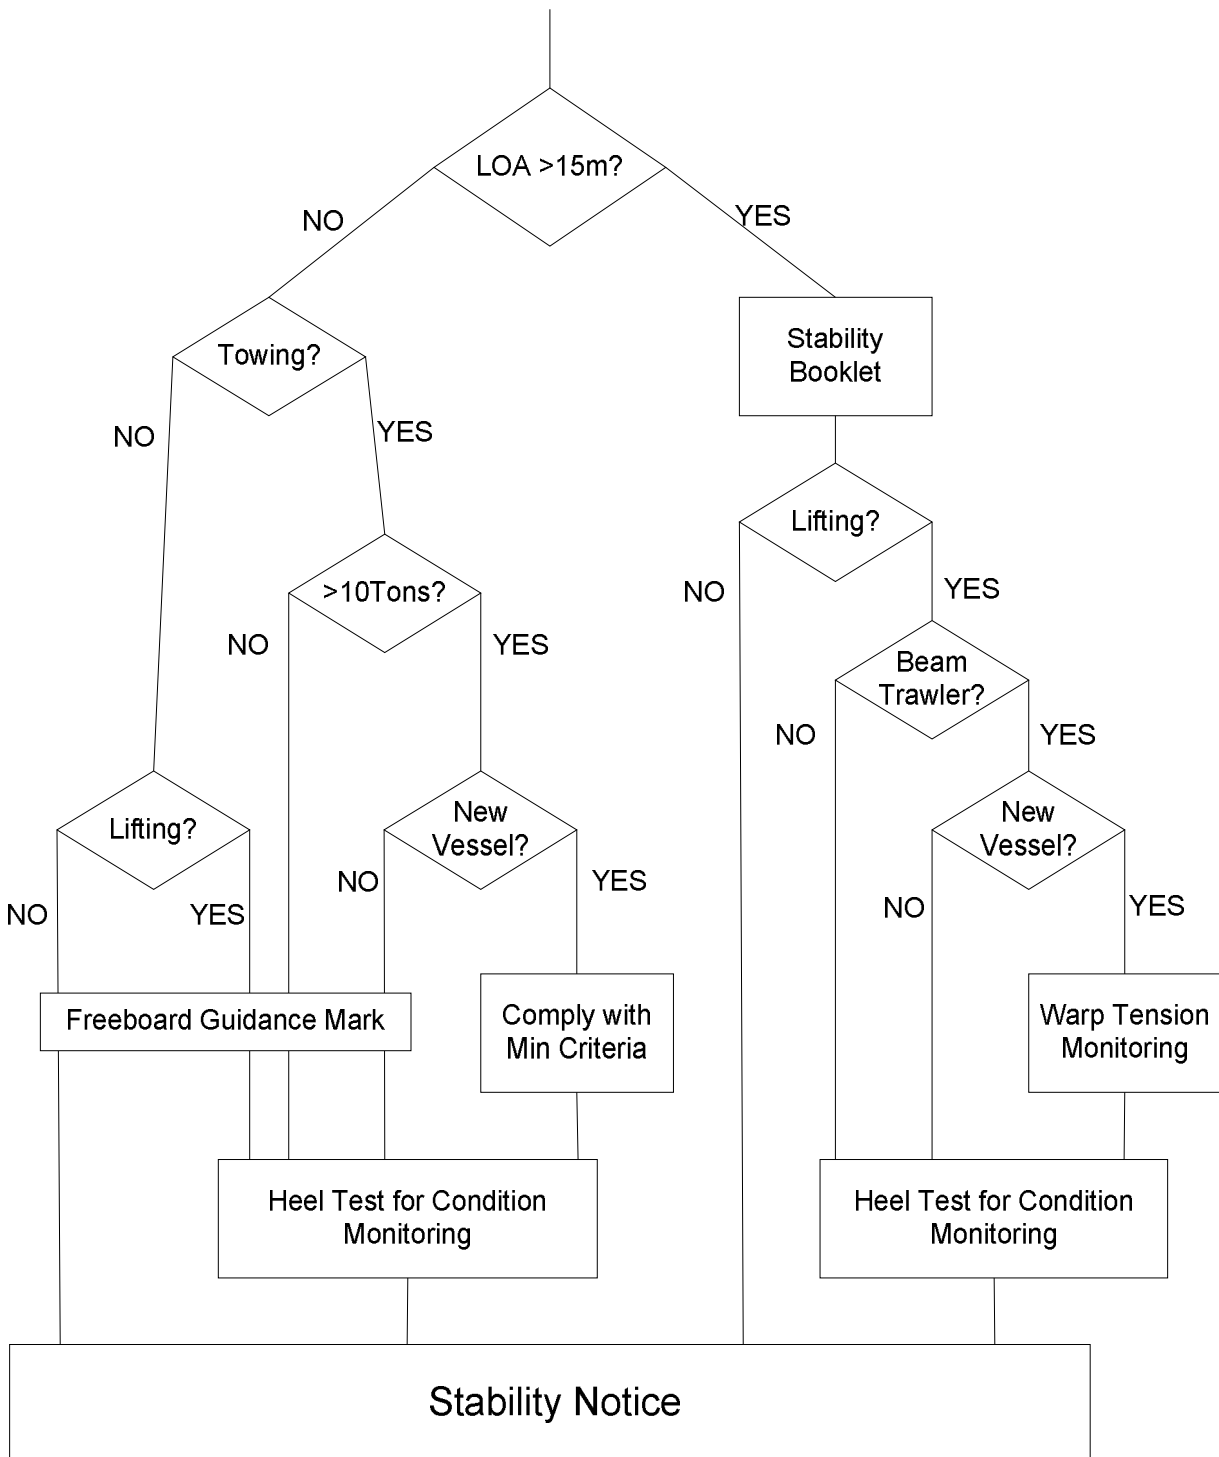 LOA >15m?
NO
YES
Towing?
Stability
Booklet
NO
YES
Lifting?
>10Tons?
NO
YES
NO
YES
Beam
Trawler?
NO
YES
Lifting?
New
Vessel?
New
Vessel?
NO
YES
NO
YES
NO
YES
Freeboard Guidance Mark
Comply with
Min Criteria
Warp Tension
Monitoring
Heel Test for Condition
Monitoring
Heel Test for Condition
Monitoring
Stability Notice